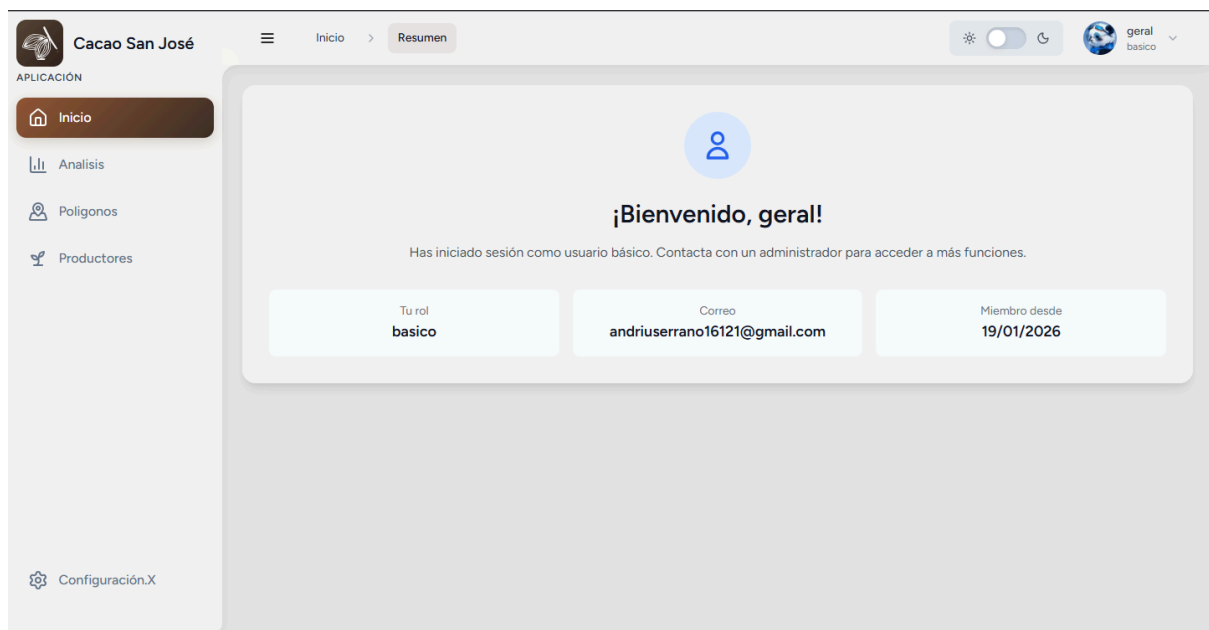 Cacao San José
APLICACIÓN
Inicio
Analisis
Poligonos
Productores
Configuración.X
Inicio > Resumen
geral
basico
¡Bienvenido, geral!
Has iniciado sesión como usuario básico. Contacta con un administrador para acceder a más funciones.
Tu rol
basico
Correo
andriuserrano16121@gmail.com
Miembro desde
19/01/2026